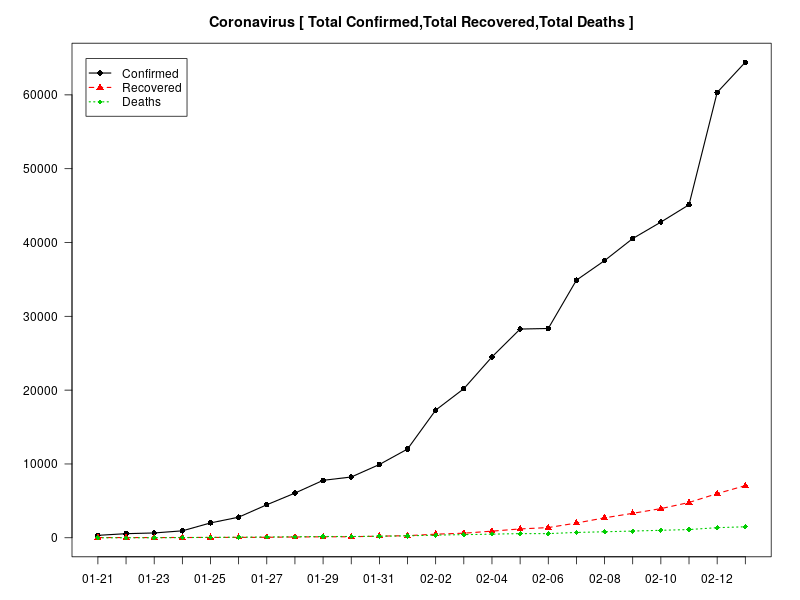 Coronavirus [ Total Confirmed,Total Recovered,Total Deaths ]
Confirmed
Recovered
Deaths
60000
50000
40000
30000
20000
10000
0
01-21 01-23 01-25 01-27 01-29 01-31 02-02 02-04 02-06 02-08 02-10 02-12